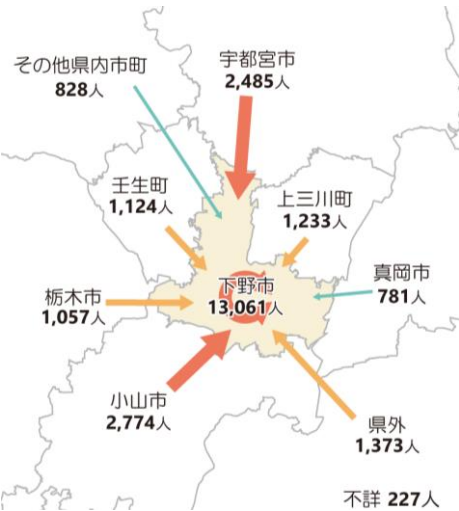 その他県内市町
828人
宇都宮市
2,485人
壬生町
1,124人
上三川町
1,233人
下野市
13,061人
真岡市
781人
栃木市
1,057人
小山市
2,774人
県外
1,373人
不詳 227人